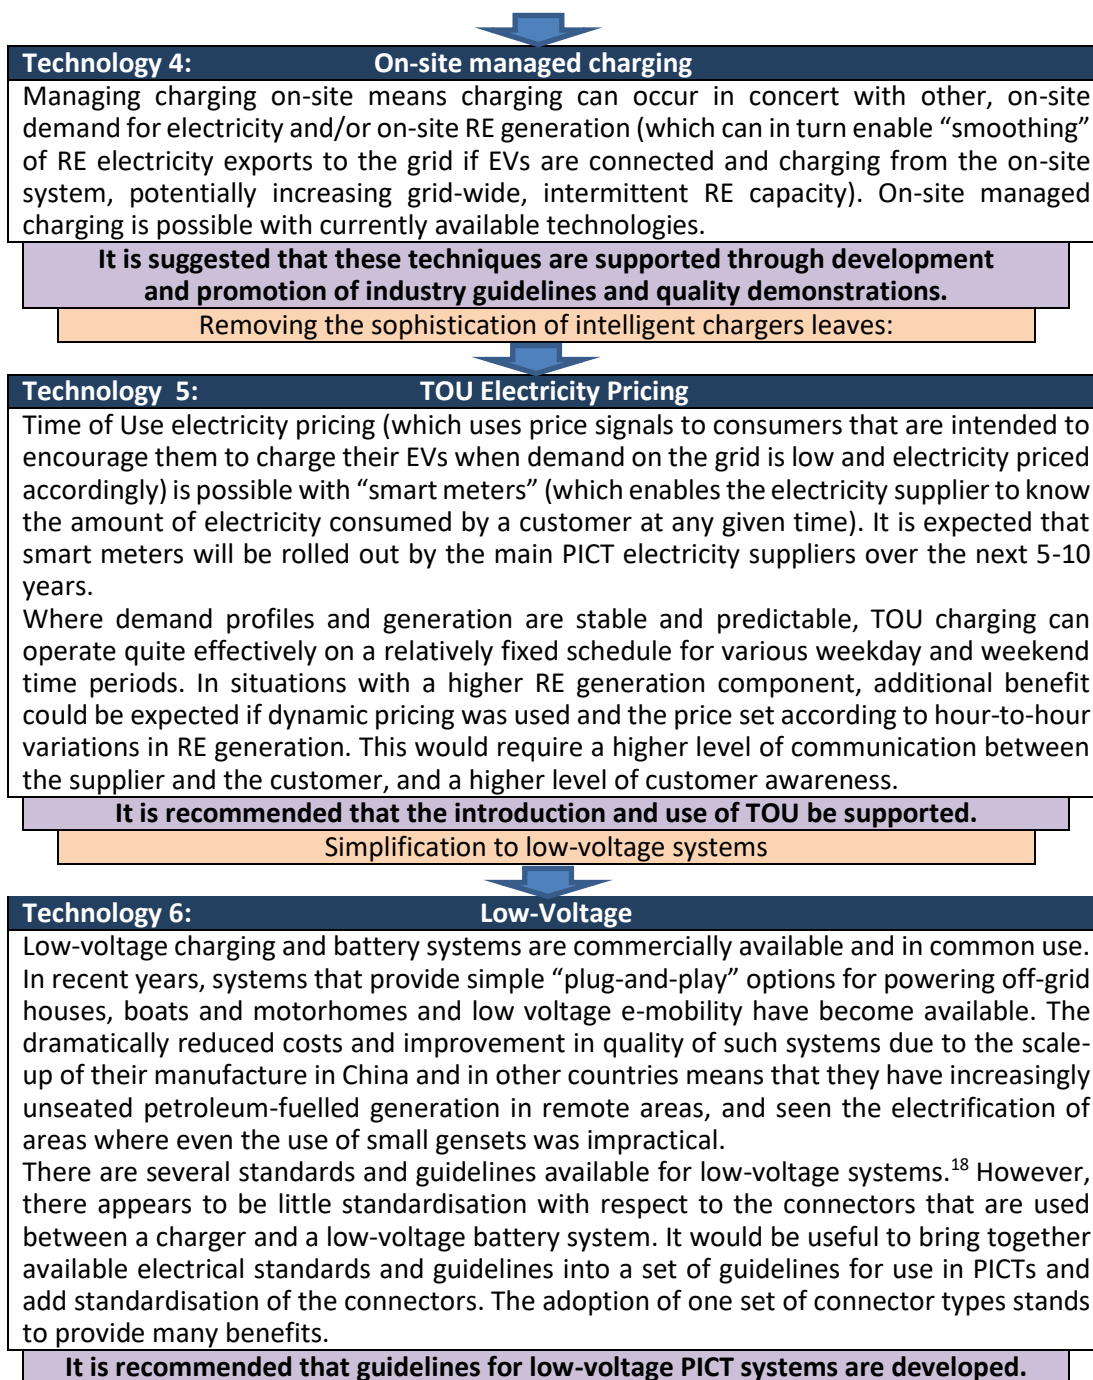 Technology 4: On-site managed charging
Managing charging on-site means charging can occur in concert with other, on-site
demand for electricity and/or on-site RE generation (which can in turn enable “smoothing”
of RE electricity exports to the grid if EVs are connected and charging from the on-site
system, potentially increasing grid-wide, intermittent RE capacity). On-site managed
charging is possible with currently available technologies.
It is suggested that these techniques are supported through development
and promotion of industry guidelines and quality demonstrations.
Removing the sophistication of intelligent chargers leaves:
Technology 5: TOU Electricity Pricing
Time of Use electricity pricing (which uses price signals to consumers that are intended to
encourage them to charge their EVs when demand on the grid is low and electricity priced
accordingly) is possible with “smart meters” (which enables the electricity supplier to know
the amount of electricity consumed by a customer at any given time). It is expected that
smart meters will be rolled out by the main PICT electricity suppliers over the next 5-10
years.
Where demand profiles and generation are stable and predictable, TOU charging can
operate quite effectively on a relatively fixed schedule for various weekday and weekend
time periods. In situations with a higher RE generation component, additional benefit
could be expected if dynamic pricing was used and the price set according to hour-to-hour
variations in RE generation. This would require a higher level of communication between
the supplier and the customer, and a higher level of customer awareness.
It is recommended that the introduction and use of TOU be supported.
Simplification to low-voltage systems
Technology 6: Low-Voltage
Low-voltage charging and battery systems are commercially available and in common use.
In recent years, systems that provide simple “plug-and-play” options for powering off-grid
houses, boats and motorhomes and low voltage e-mobility have become available. The
dramatically reduced costs and improvement in quality of such systems due to the scale-
up of their manufacture in China and in other countries means that they have increasingly
unseated petroleum-fuelled generation in remote areas, and seen the electrification of
areas where even the use of small gensets was impractical.
There are several standards and guidelines available for low-voltage systems.18 However,
there appears to be little standardisation with respect to the connectors that are used
between a charger and a low-voltage battery system. It would be useful to bring together
available electrical standards and guidelines into a set of guidelines for use in PICTs and
add standardisation of the connectors. The adoption of one set of connector types stands
to provide many benefits.
It is recommended that guidelines for low-voltage PICT systems are developed.